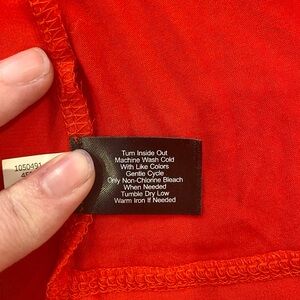 1050491
Turn Inside Out
Machine Wash Cold
With Like Colors
Gentle Cycle
Only Non-Chlorine Bleach
When Needed
Tumble Dry Low
Warm Iron If Needed